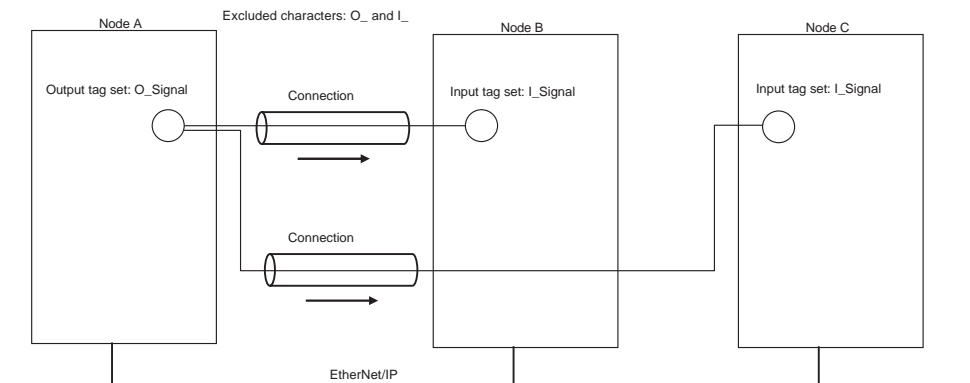 Excluded characters: O_ and I_
Node A
Node B
Node C
Output tag set: O_Signal
Connection
Input tag set: I_Signal
Input tag set: I_Signal
Connection
EtherNet/IP